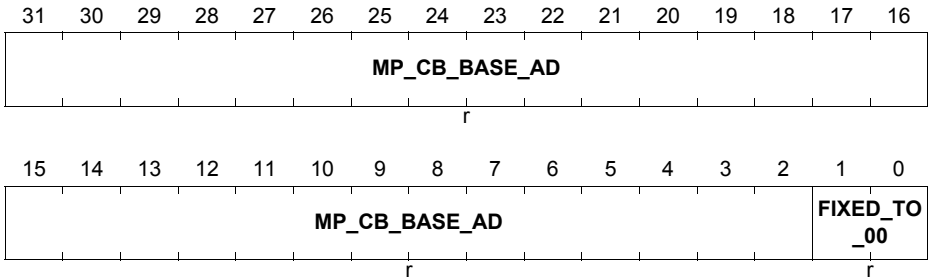 31 30 29 28 27 26 25 24 23 22 21 20 19 18 17 16
MP_CB_BASE_AD
r
15 14 13 12 11 10 9 8 7 6 5 4 3 2 1 0
MP_CB_BASE_AD
FIXED_TO
_00
r r